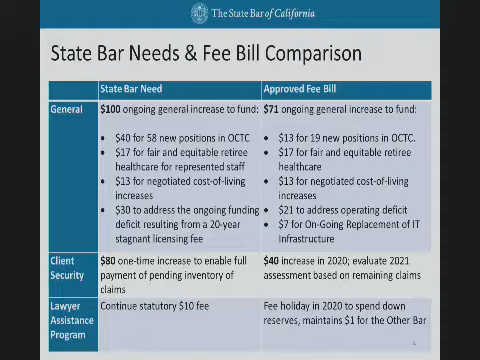 The State Bar of California
State Bar Needs & Fee Bill Comparison
State Bar Need
Approved Fee Bill
General
$100 ongoing general increase to fund:
• $40 for 58 new positions in OCTC
• $17 for fair and equitable retiree
healthcare for represented staff
• $13 for negotiated cost-of-living
increases
• $30 to address the ongoing funding
deficit resulting from a 20-year
stagnant licensing fee
$71 ongoing general increase to fund:
• $13 for 19 new positions in OCTC.
• $17 for fair and equitable retiree
healthcare
• $13 for negotiated cost-of-living
increases
• $21 to address operating deficit
• $7 for On-Going Replacement of IT
Infrastructure
Client
Security
$80 one-time increase to enable full
payment of pending inventory of
claims
$40 increase in 2020; evaluate 2021
assessment based on remaining claims
Lawyer
Assistance
Program
Continue statutory $10 fee
Fee holiday in 2020 to spend down
reserves, maintains $1 for the Other Bar